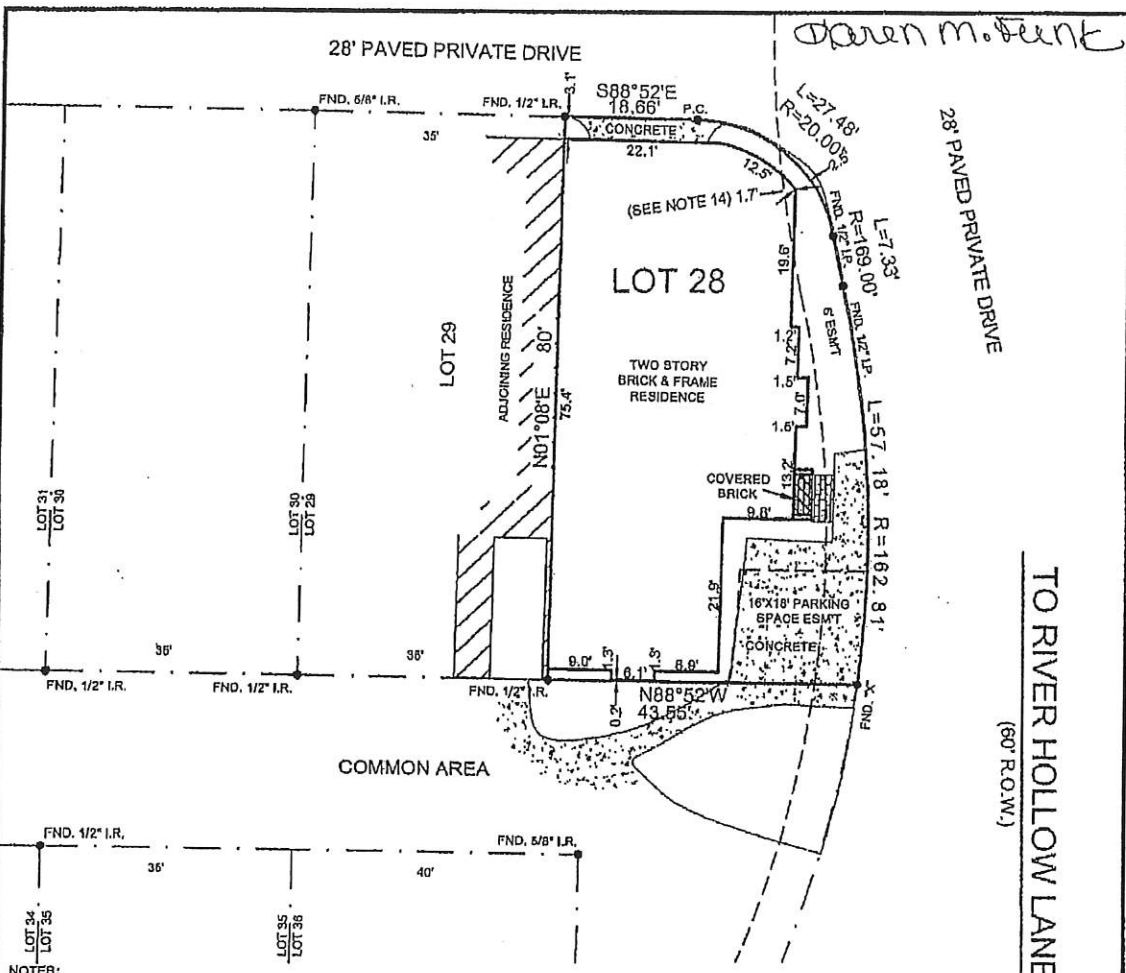 Karen M. Funk
28' PAVED PRIVATE DRIVE
FND. 5/8" I.R.
FND. 1/2" I.R.
3.1'
S88°52'E
18.66'
P.C.
L=27.48'
R=20.00'
28' PAVED PRIVATE DRIVE
35'
CONCRETE
22.1'
12.5'
(SEE NOTE 14) 1.7'
FND. 1/2" I.P.
L=7.33'
R=169.00'
FND. 1/2" I.P.
LOT 28
19.6'
6' ESM'T
LOT 29
ADJOINING RESIDENCE
N01°08'E
80'
75.4'
TWO STORY
BRICK & FRAME
RESIDENCE
1.2'
7.2'
1.5'
7.0'
1.6'
L=57.18' R=162.81'
13.2'
COVERED
BRICK
9.8'
LOT 31
LOT 30
LOT 30
LOT 29
21.9'
16'X18' PARKING
SPACE ESM'T
CONCRETE
TO RIVER HOLLOW LANE
(60' R.O.W.)
35'
35'
9.0'
1.3'
6.1'
8.8'
FND. 1/2" I.R.
FND. 1/2" I.R.
FND. 1/2" I.R.
0.2'
N88°52'W
43.55'
FND. "X"
COMMON AREA
FND. 1/2" I.R.
FND. 5/8" I.R.
35'
40'
LOT 34
LOT 35
LOT 35
LOT 36
NOTES: